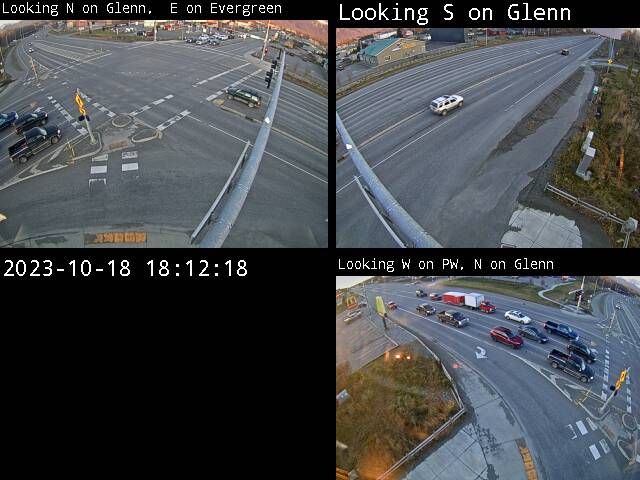 Looking N on Glenn, E on Evergreen
Looking S on Glenn
2023-10-18 18:12:18
Looking W on PW, N on Glenn